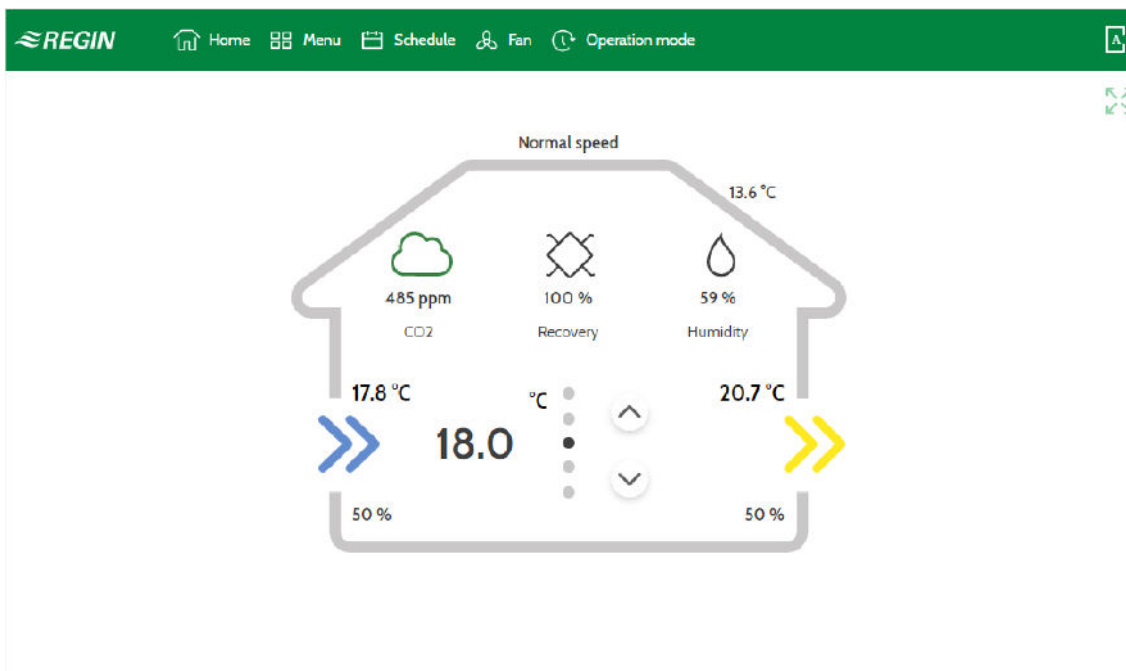 REGIN Home Menu Schedule Fan Operation mode A
Normal speed
13.6 °C
485 ppm 100 % 59 %
CO2 Recovery Humidity
17.8 °C °C 20.7 °C
18.0
50 % 50 %